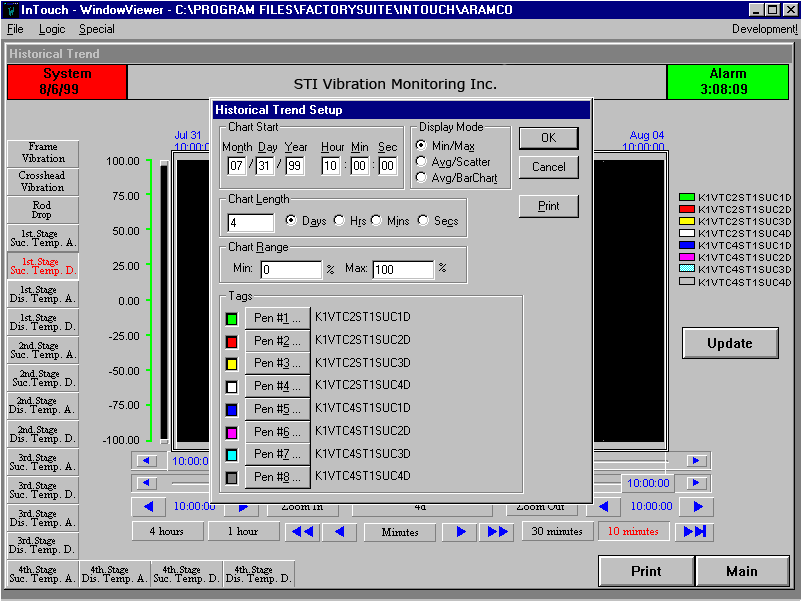 InTouch - WindowViewer - C:\PROGRAM FILES\FACTORYSUITE\INTOUCH\ARAMCO
File Logic Special Development!
Historical Trend
System
8/6/99
STI Vibration Monitoring Inc.
Alarm
3:08:09
Jul 31
10:00:0
Aug 04
10:00:00
Frame
Vibration
Crosshead
Vibration
Rod
Drop
1st.Stage
Suc. Temp. A.
1st.Stage
Suc. Temp. D.
1st.Stage
Dis. Temp. A.
1st.Stage
Dis. Temp. D.
2nd.Stage
Suc. Temp. A.
2nd.Stage
Suc.Temp. D.
2nd.Stage
Dis. Temp. A.
2nd.Stage
Dis. Temp. D.
3rd.Stage
Suc. Temp. A.
3rd.Stage
Suc. Temp. D.
3rd.Stage
Dis. Temp. A.
3rd.Stage
Dis. Temp. D.
4th.Stage
Suc. Temp. A.
4th.Stage
Dis. Temp. A.
4th.Stage
Suc. Temp. D.
4th.Stage
Dis. Temp. D.
100.00
75.00
50.00
25.00
0.00
-25.00
-50.00
-75.00
-100.00
Historical Trend Setup
Chart Start
Month Day Year Hour Min Sec
07 / 31 / 99 10 : 00 : 00
Display Mode
Min/Max
Avg/Scatter
Avg/BarChart
OK
Cancel
Print
Chart Length
4 Days Hrs Mins Secs
Chart Range
Min: 0 % Max: 100 %
Tags
Pen #1 ... K1VTC2ST1SUC1D
Pen #2 ... K1VTC2ST1SUC2D
Pen #3 ... K1VTC2ST1SUC3D
Pen #4 ... K1VTC2ST1SUC4D
Pen #5 ... K1VTC4ST1SUC1D
Pen #6 ... K1VTC4ST1SUC2D
Pen #7 ... K1VTC4ST1SUC3D
Pen #8 ... K1VTC4ST1SUC4D
K1VTC2ST1SUC1D
K1VTC2ST1SUC2D
K1VTC2ST1SUC3D
K1VTC2ST1SUC4D
K1VTC4ST1SUC1D
K1VTC4ST1SUC2D
K1VTC4ST1SUC3D
K1VTC4ST1SUC4D
Update
10:00:0
10:00:00
10:00:00 Zoom In 4d Zoom Out 10:00:00
4 hours 1 hour Minutes 30 minutes 10 minutes
Print Main